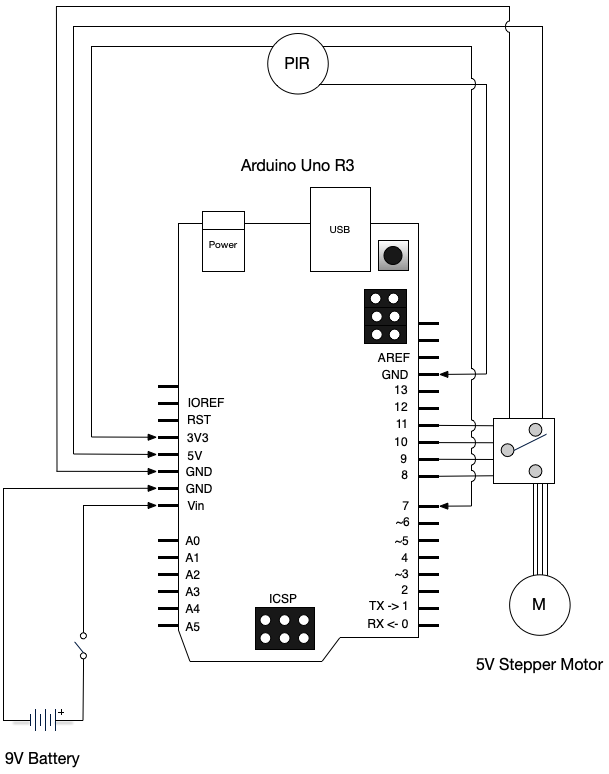 PIR
Arduino Uno R3
Power
USB
AREF
GND
13
12
11
10
9
8
7
~6
~5
4
~3
2
TX -> 1
RX <- 0
IOREF
RST
3V3
5V
GND
GND
Vin
A0
A1
A2
A3
A4
A5
ICSP
M
5V Stepper Motor
+
9V Battery